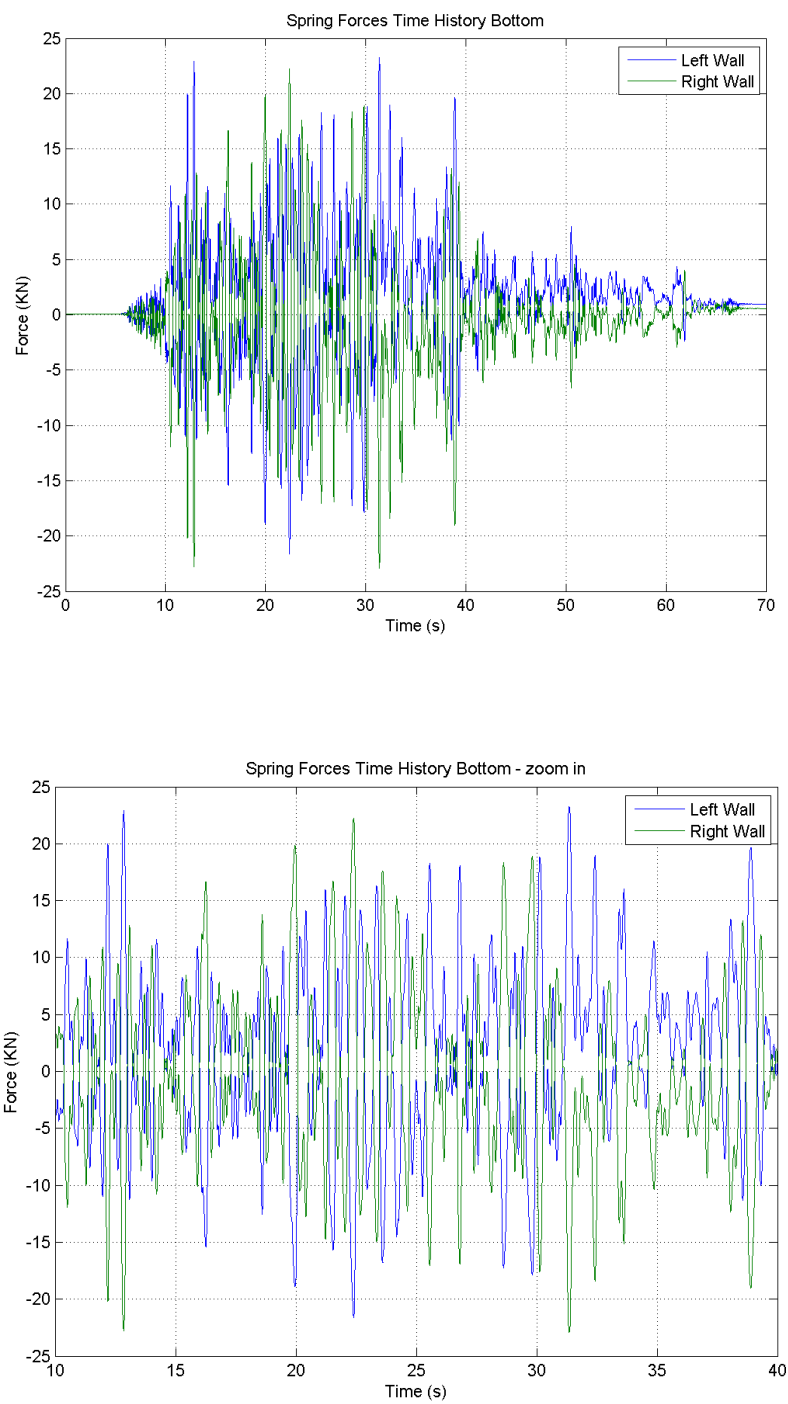 Spring Forces Time History Bottom
25
20
15
10
5
0
-5
-10
-15
-20
-25
Force (KN)
Left Wall
Right Wall
0 10 20 30 40 50 60 70
Time (s)
Spring Forces Time History Bottom - zoom in
25
20
15
10
5
0
-5
-10
-15
-20
-25
Force (KN)
Left Wall
Right Wall
10 15 20 25 30 35 40
Time (s)